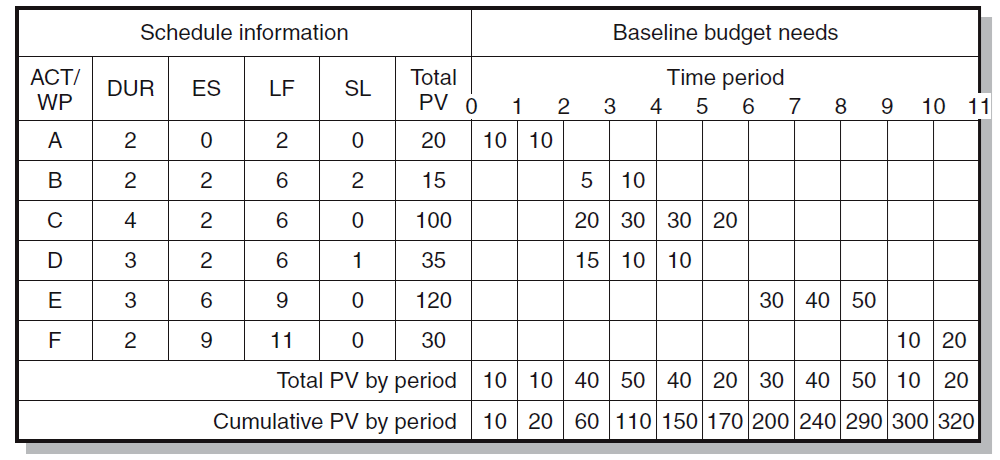 Schedule information Baseline budget needs
ACT/ WP DUR ES LF SL Total PV Time period
0 1 2 3 4 5 6 7 8 9 10 11
A 2 0 2 0 20 10 10
B 2 2 6 2 15 5 10
C 4 2 6 0 100 20 30 30 20
D 3 2 6 1 35 15 10 10
E 3 6 9 0 120 30 40 50
F 2 9 11 0 30 10 20
Total PV by period 10 10 40 50 40 20 30 40 50 10 20
Cumulative PV by period 10 20 60 110 150 170 200 240 290 300 320